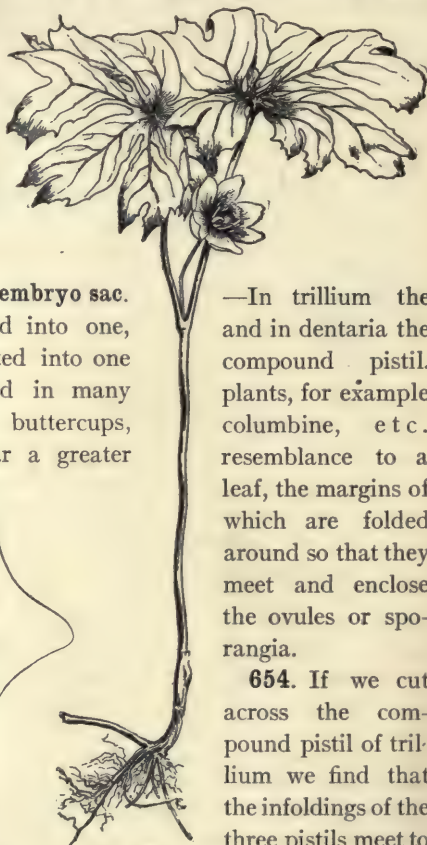 embryo sac. —In trillium the
d into one, and in dentaria the
ed into one compound pistil.
d in many plants, for example
buttercups, columbine, etc.
r a greater resemblance to a
leaf, the margins of
which are folded
around so that they
meet and enclose
the ovules or spo-
rangia.
654. If we cut
across the com-
pound pistil of tril-
lium we find that
the infoldings of the
three pistils meet to